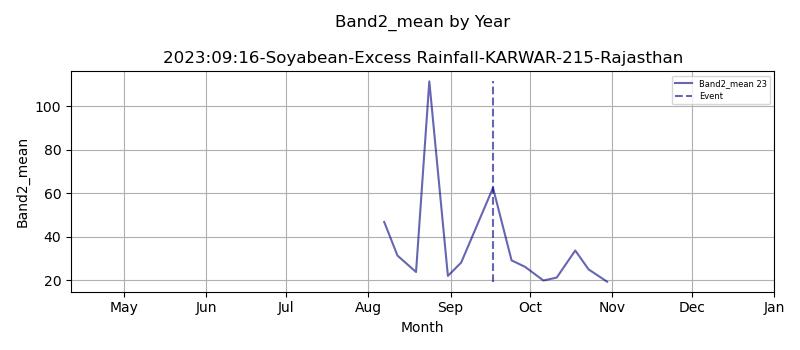 Band2_mean by Year
2023:09:16-Soyabean-Excess Rainfall-KARWAR-215-Rajasthan
Band2_mean 23
Event
100
80
60
40
20
Band2_mean
May Jun Jul Aug Sep Oct Nov Dec Jan
Month